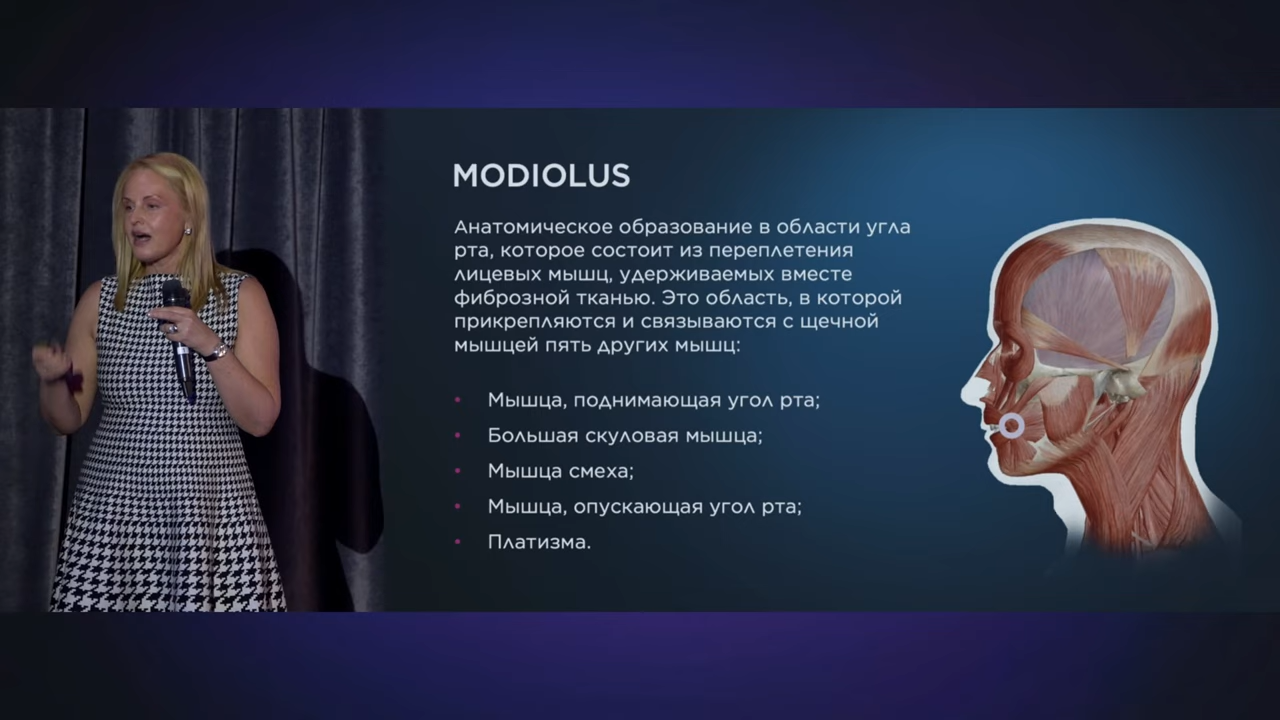 MODIOLUS
Анатомическое образование в области угла
рта, которое состоит из переплетения
лицевых мышц, удерживаемых вместе
фиброзной тканью. Это область, в которой
прикрепляются и связываются с щечной
мышцей пять других мышц:
• Мышца, поднимающая угол рта;
• Большая скуловая мышца;
• Мышца смеха;
• Мышца, опускающая угол рта;
• Платизма.